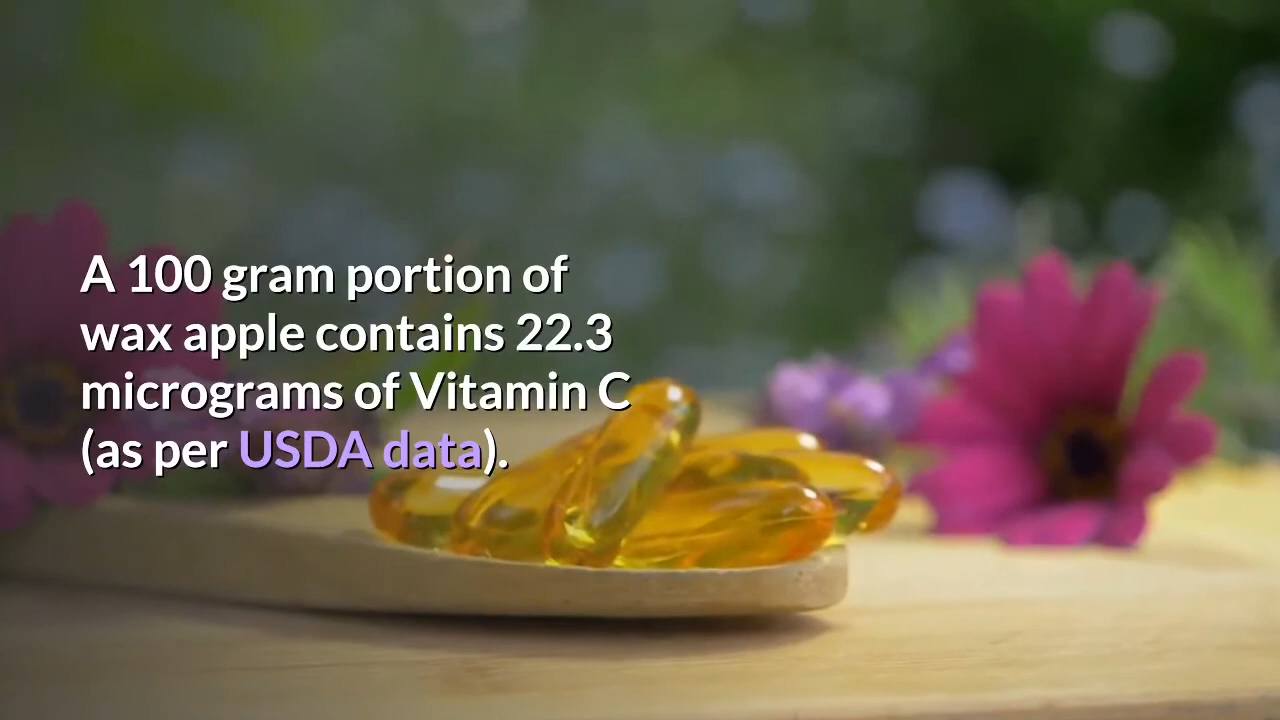 A 100 gram portion of
wax apple contains 22.3
micrograms of Vitamin C
(as per USDA data).